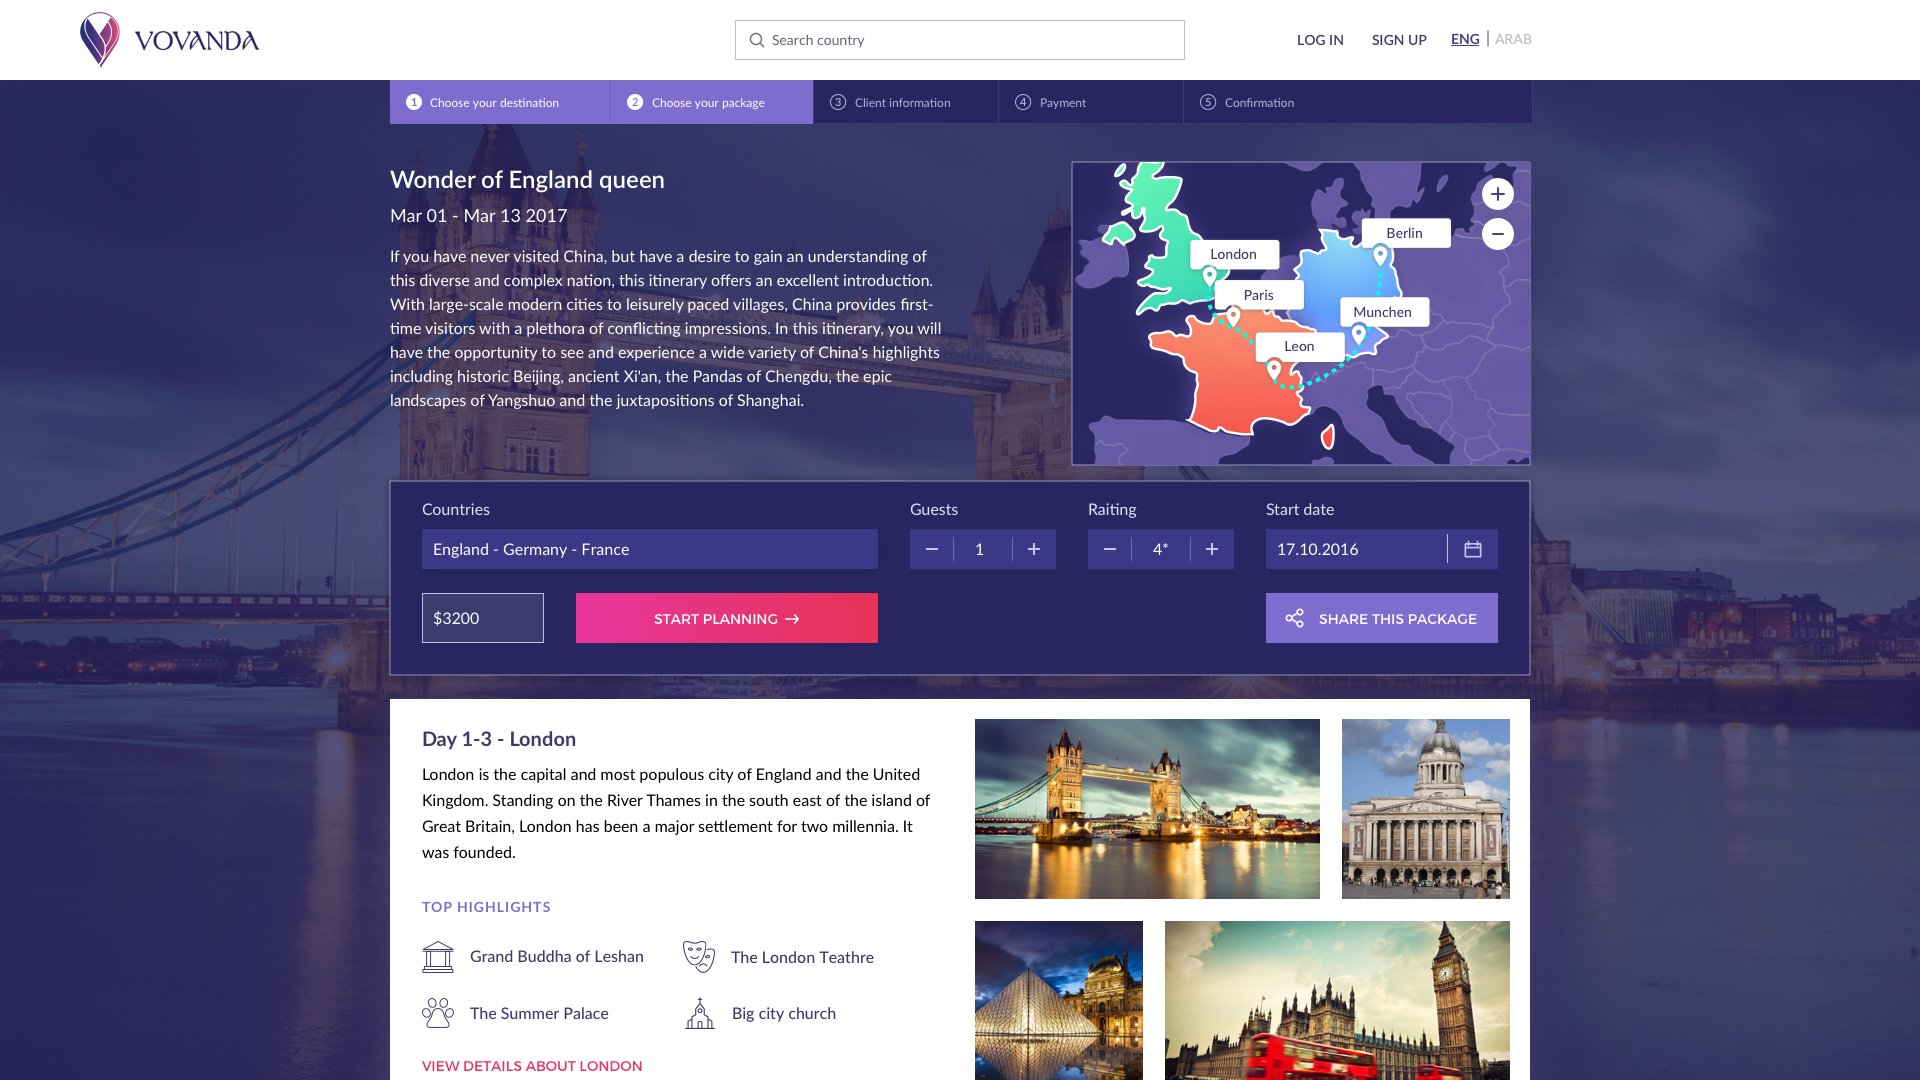 VOVANDA
Search country
LOG IN
SIGN UP
ENG | ARAB
1 Choose your destination
2 Choose your package
3 Client information
4 Payment
5 Confirmation
Wonder of England queen
Mar 01 - Mar 13 2017
If you have never visited China, but have a desire to gain an understanding of
this diverse and complex nation, this itinerary offers an excellent introduction.
With large-scale modern cities to leisurely paced villages, China provides first-
time visitors with a plethora of conflicting impressions. In this itinerary, you will
have the opportunity to see and experience a wide variety of China's highlights
including historic Beijing, ancient Xi'an, the Pandas of Chengdu, the epic
landscapes of Yangshuo and the juxtapositions of Shanghai.
Berlin
London
Paris
Munchen
Leon
Countries
England - Germany - France
Guests
1
Raiting
4*
Start date
17.10.2016
$3200
START PLANNING
SHARE THIS PACKAGE
Day 1-3 - London
London is the capital and most populous city of England and the United
Kingdom. Standing on the River Thames in the south east of the island of
Great Britain, London has been a major settlement for two millennia. It
was founded.
TOP HIGHLIGHTS
Grand Buddha of Leshan
The London Teathre
The Summer Palace
Big city church
VIEW DETAILS ABOUT LONDON